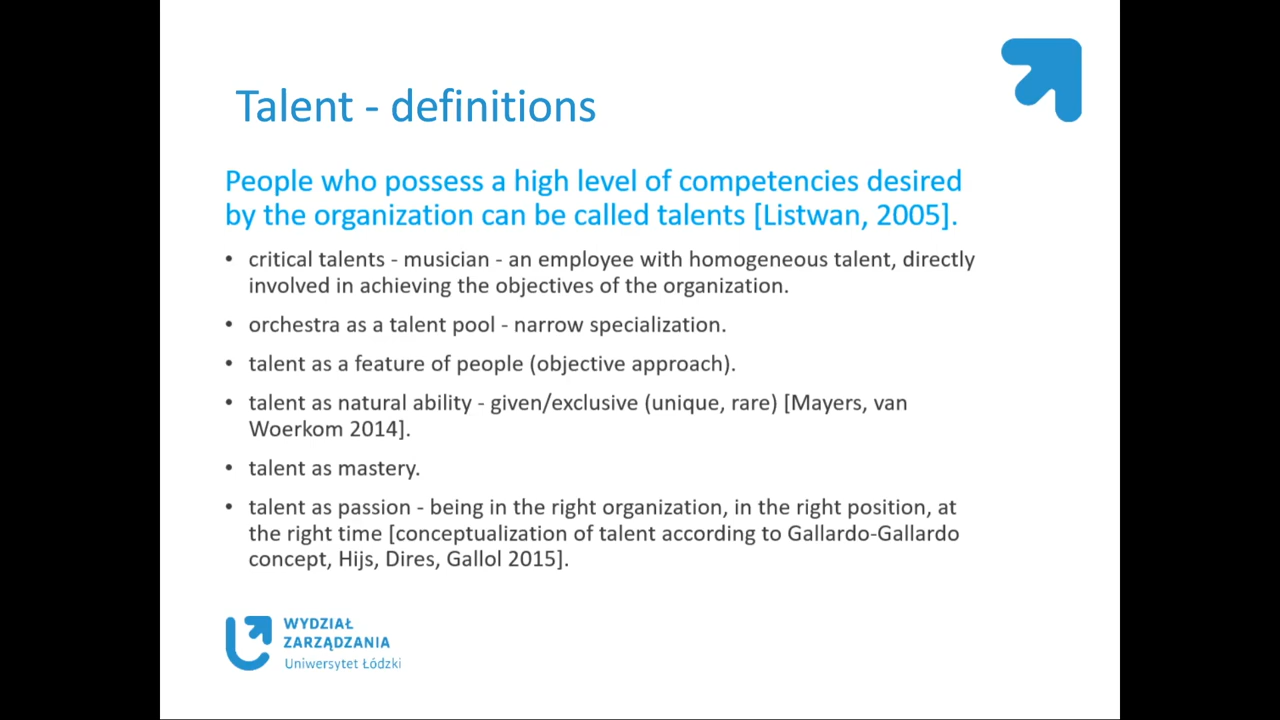 Talent - definitions
People who possess a high level of competencies desired
by the organization can be called talents [Listwan, 2005].
• critical talents - musician - an employee with homogeneous talent, directly
involved in achieving the objectives of the organization.
• orchestra as a talent pool - narrow specialization.
• talent as a feature of people (objective approach).
• talent as natural ability - given/exclusive (unique, rare) [Mayers, van
Woerkom 2014].
• talent as mastery.
• talent as passion - being in the right organization, in the right position, at
the right time [conceptualization of talent according to Gallardo-Gallardo
concept, Hijs, Dires, Gallol 2015].
WYDZIAŁ
ZARZĄDZANIA
Uniwersytet Łódzki